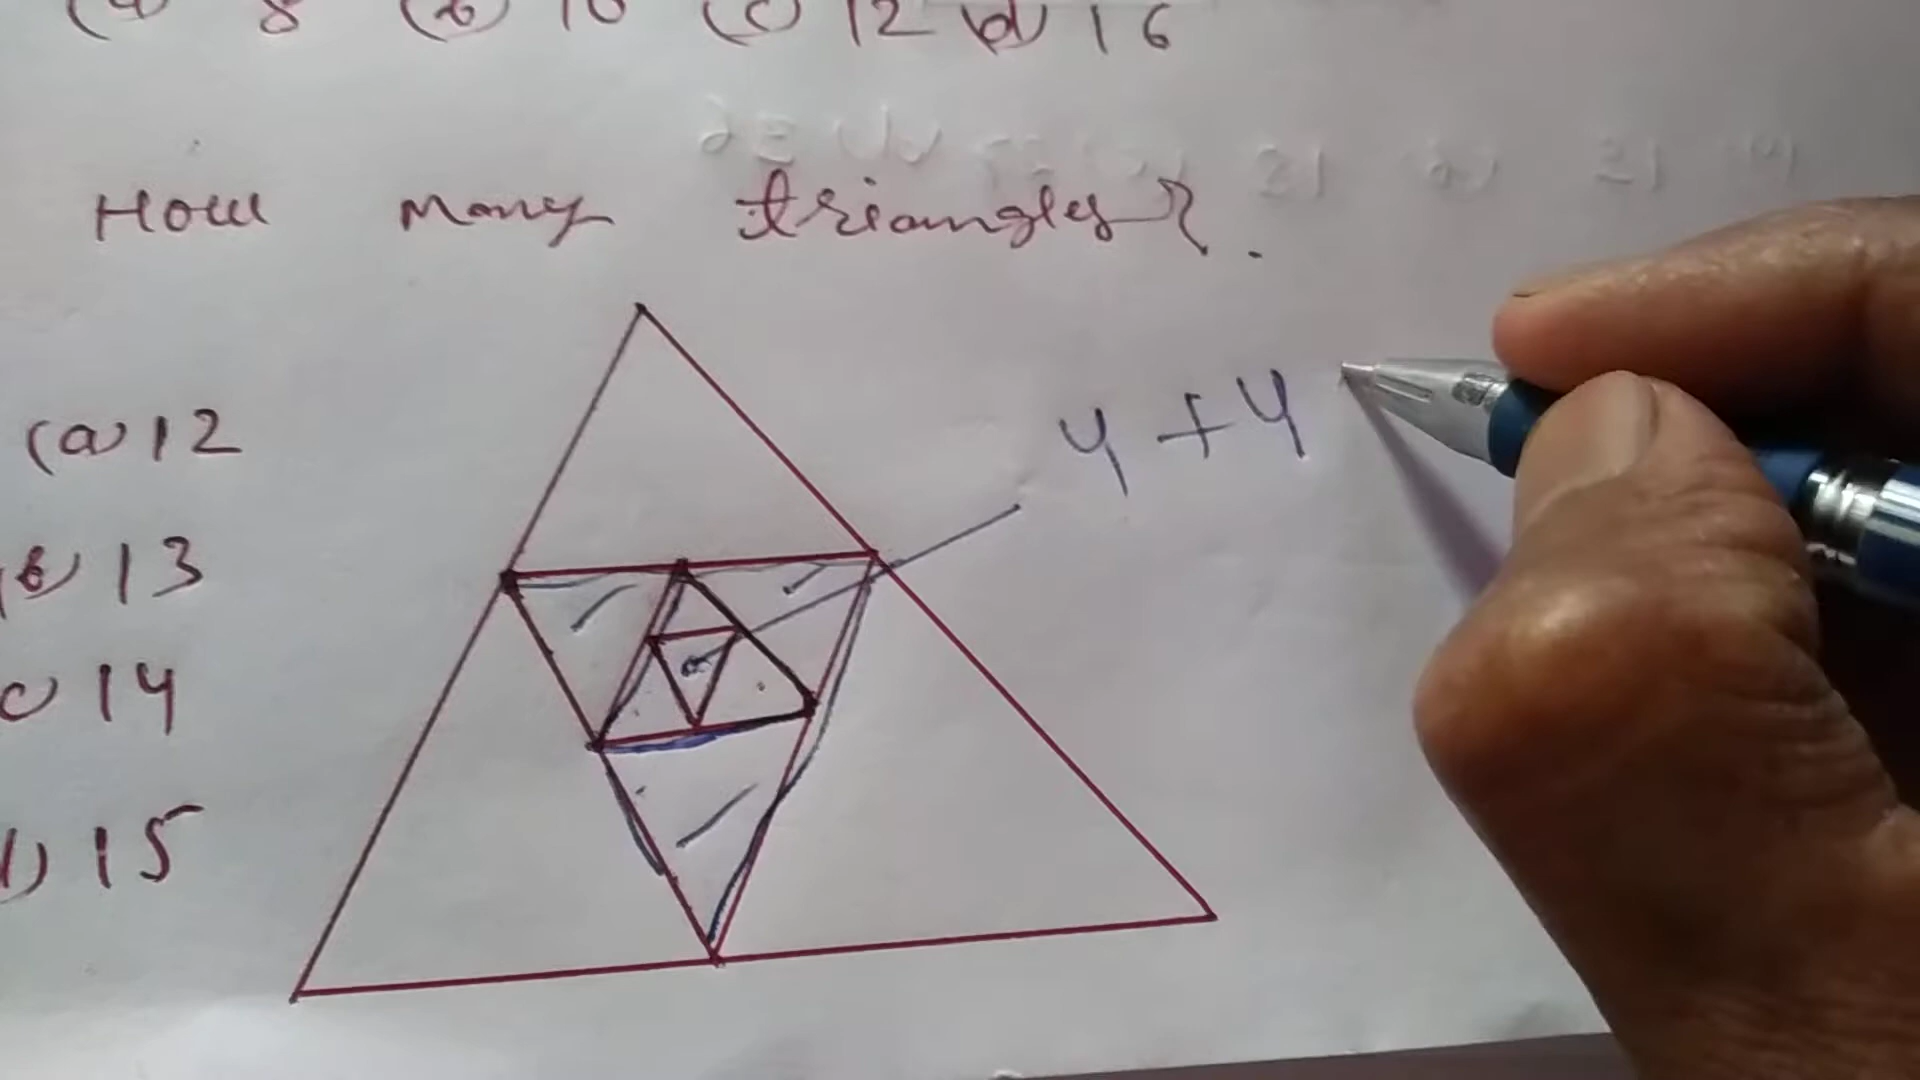 (a) 8 (b) 10 (c) 12 (d) 16
How many triangles?
4 + 4
(a) 12
(b) 13
c) 14
d) 15